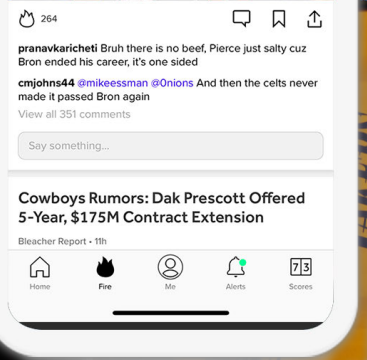 264
pranavkaricheti Bruh there is no beef, Pierce just salty cuz
Bron ended his career, it's one sided
cmjohns44 @mikeessman @0nions And then the celts never
made it passed Bron again
View all 351 comments
Say something...
Cowboys Rumors: Dak Prescott Offered
5-Year, $175M Contract Extension
Bleacher Report • 11h
73
Home Fire Me Alerts Scores